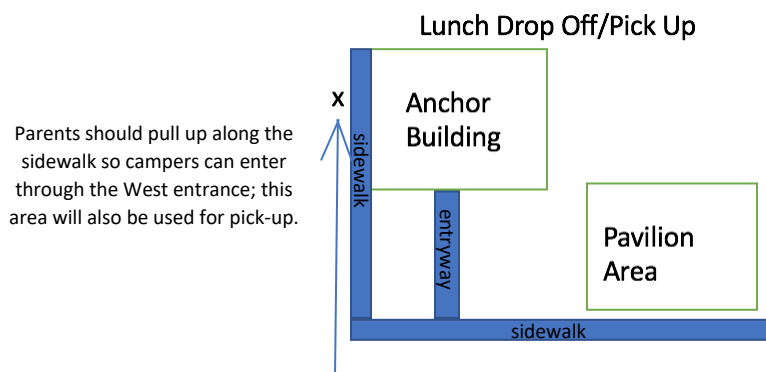 Lunch Drop Off/Pick Up
x
Anchor
Building
Parents should pull up along the
sidewalk so campers can enter
through the West entrance; this
area will also be used for pick-up.
sidewalk
entryway
Pavilion
Area
sidewalk